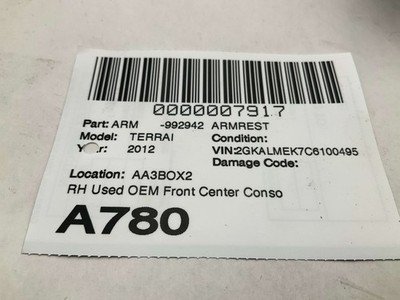 0000007917
Part: ARM -992942 ARMREST
Model: TERRAI Condition:
Year: 2012 VIN:2GKALMEK7C6100495
Damage Code:
Location: AA3BOX2
RH Used OEM Front Center Conso
A780